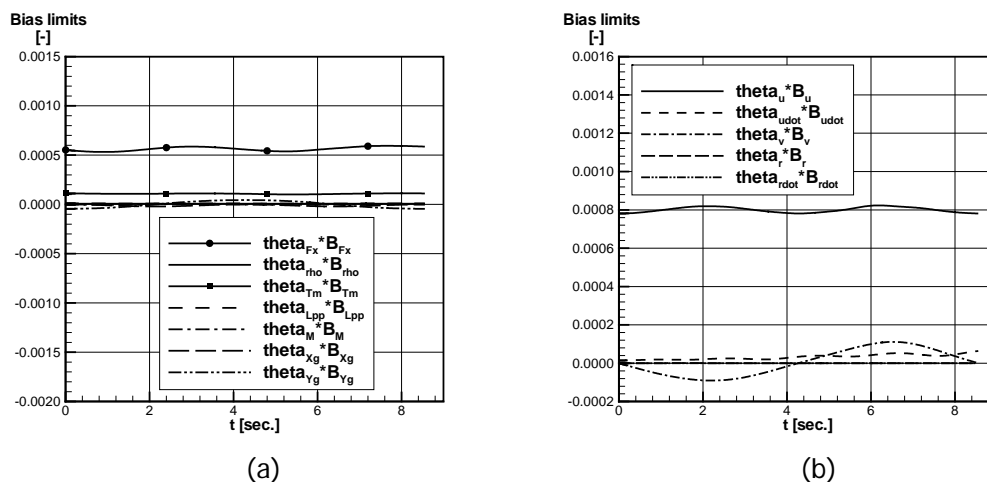 Bias limits
[-]
0.0015
0.0010
0.0005
0.0000
-0.0005
-0.0010
-0.0015
-0.0020
0
2
4
6
8
t [sec.]
theta_Fx*B_Fx
theta_rho*B_rho
theta_Tm*B_Tm
theta_Lpp*B_Lpp
theta_M*B_M
theta_Xg*B_Xg
theta_Yg*B_Yg
(a)
Bias limits
[-]
0.0016
0.0014
0.0012
0.0010
0.0008
0.0006
0.0004
0.0002
0.0000
-0.0002
0
2
4
6
8
t [sec.]
theta_u*B_u
theta_udot*B_udot
theta_v*B_v
theta_r*B_r
theta_rdot*B_rdot
(b)